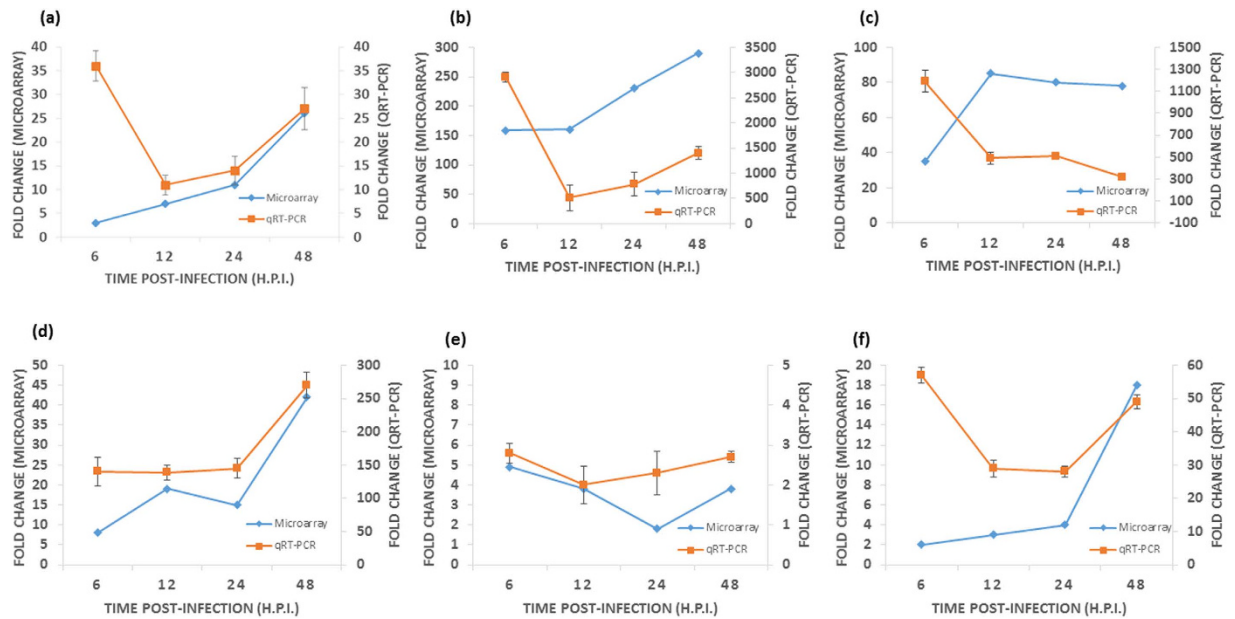 (a)
FOLD CHANGE (MICROARRAY)
40
35
30
25
20
15
10
5
0
40
35
30
25
20
15
10
5
0
FOLD CHANGE (QRT-PCR)
Microarray
qRT-PCR
6 12 24 48
TIME POST-INFECTION (H.P.I.)
(b)
FOLD CHANGE (MICROARRAY)
300
250
200
150
100
50
0
3500
3000
2500
2000
1500
1000
500
0
FOLD CHANGE (QRT-PCR)
Microarray
qRT-PCR
6 12 24 48
TIME POST-INFECTION (H.P.I.)
(c)
FOLD CHANGE (MICROARRAY)
100
80
60
40
20
0
1500
1300
1100
900
700
500
300
100
-100
FOLD CHANGE (QRT-PCR)
Microarray
qRT-PCR
6 12 24 48
TIME POST-INFECTION (H.P.I.)
(d)
FOLD CHANGE (MICROARRAY)
50
45
40
35
30
25
20
15
10
5
0
300
250
200
150
100
50
0
FOLD CHANGE (QRT-PCR)
Microarray
qRT-PCR
6 12 24 48
TIME POST-INFECTION (H.P.I.)
(e)
FOLD CHANGE (MICROARRAY)
10
9
8
7
6
5
4
3
2
1
0
5
4
3
2
1
0
FOLD CHANGE (QRT-PCR)
Microarray
qRT-PCR
6 12 24 48
TIME POST-INFECTION (H.P.I.)
(f)
FOLD CHANGE (MICROARRAY)
20
18
16
14
12
10
8
6
4
2
0
60
50
40
30
20
10
0
FOLD CHANGE (QRT-PCR)
Microarray
qRT-PCR
6 12 24 48
TIME POST-INFECTION (H.P.I.)